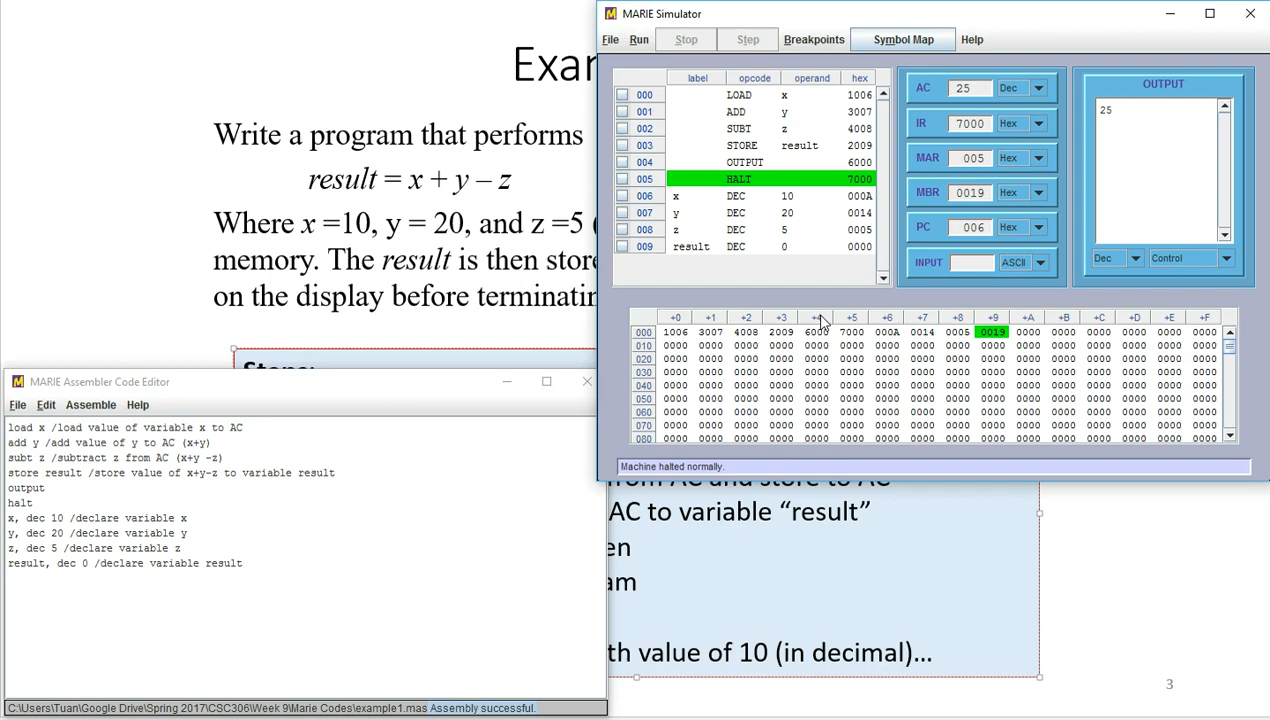 Exa
Write a program that performs
result = x + y – z
Where x =10, y = 20, and z =5
memory. The result is then store
on the display before terminatin
MARIE Simulator
File Run Stop Step Breakpoints Symbol Map Help
label opcode operand hex
000 LOAD x 1006
001 ADD y 3007
002 SUBT z 4008
003 STORE result 2009
004 OUTPUT 6000
005 HALT 7000
006 x DEC 10 000A
007 y DEC 20 0014
008 z DEC 5 0005
009 result DEC 0 0000
AC 25 Dec
IR 7000 Hex
MAR 005 Hex
MBR 0019 Hex
PC 006 Hex
INPUT ASCII
OUTPUT
25
Dec Control
+0 +1 +2 +3 +4 +5 +6 +7 +8 +9 +A +B +C +D +E +F
000 1006 3007 4008 2009 6000 7000 000A 0014 0005 0019 0000 0000 0000 0000 0000 0000
010 0000 0000 0000 0000 0000 0000 0000 0000 0000 0000 0000 0000 0000 0000 0000 0000
020 0000 0000 0000 0000 0000 0000 0000 0000 0000 0000 0000 0000 0000 0000 0000 0000
030 0000 0000 0000 0000 0000 0000 0000 0000 0000 0000 0000 0000 0000 0000 0000 0000
040 0000 0000 0000 0000 0000 0000 0000 0000 0000 0000 0000 0000 0000 0000 0000 0000
050 0000 0000 0000 0000 0000 0000 0000 0000 0000 0000 0000 0000 0000 0000 0000 0000
060 0000 0000 0000 0000 0000 0000 0000 0000 0000 0000 0000 0000 0000 0000 0000 0000
070 0000 0000 0000 0000 0000 0000 0000 0000 0000 0000 0000 0000 0000 0000 0000 0000
080 0000 0000 0000 0000 0000 0000 0000 0000 0000 0000 0000 0000 0000 0000 0000 0000
Machine halted normally.
Steps:
MARIE Assembler Code Editor
File Edit Assemble Help
load x /load value of variable x to AC
add y /add value of y to AC (x+y)
subt z /subtract z from AC (x+y -z)
store result /store value of x+y-z to variable result
output
halt
x, dec 10 /declare variable x
y, dec 20 /declare variable y
z, dec 5 /declare variable z
result, dec 0 /declare variable result
C:\Users\Tuan\Google Drive\Spring 2017\CSC306\Week 9\Marie Codes\example1.mas Assembly successful.
from AC and store to AC
AC to variable “result”
en
am
th value of 10 (in decimal)…
3